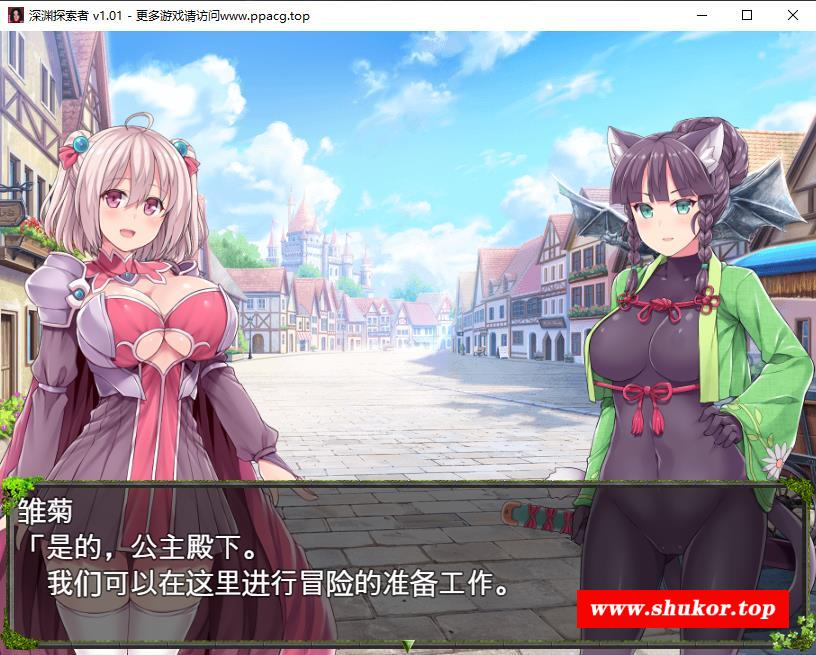 深渊探索者 v1.01 - 更多游戏请访问www.ppacg.top
雏菊
「是的，公主殿下。
我们可以在这里进行冒险的准备工作。
www.shukor.top